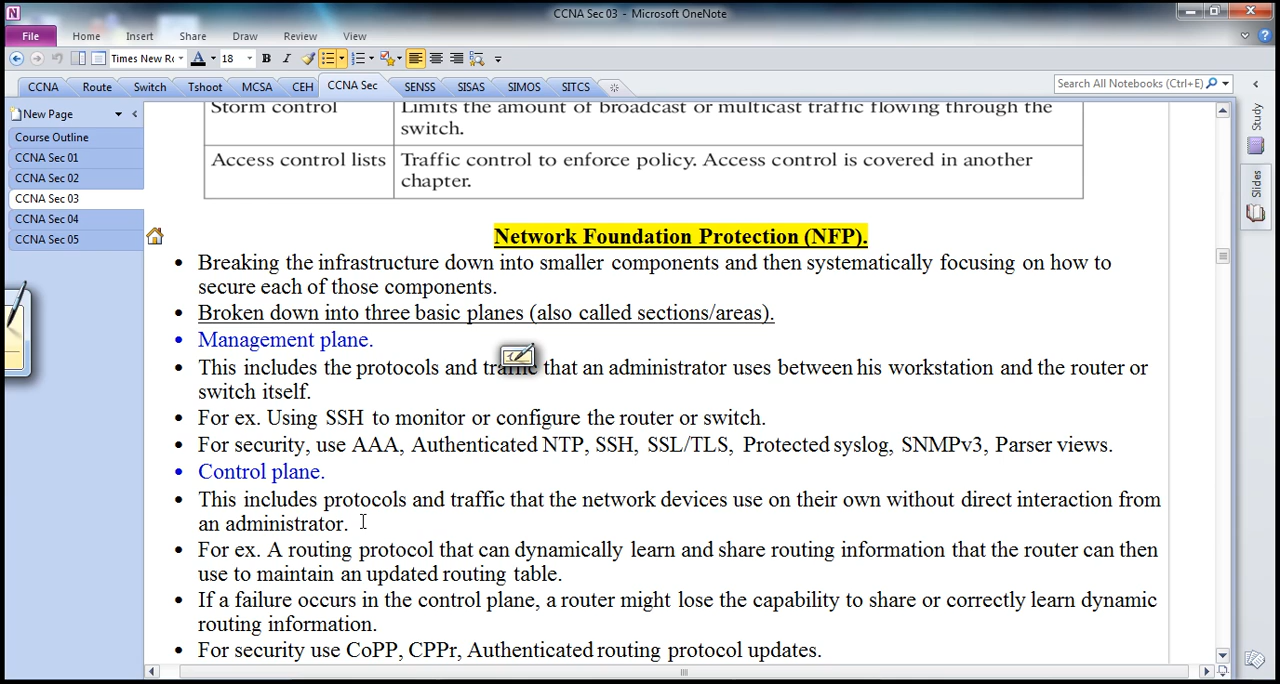 CCNA Sec 03 - Microsoft OneNote
File Home Insert Share Draw Review View
Times New Ro 18 B I
CCNA Route Switch Tshoot MCSA CEH CCNA Sec SENSS SISAS SIMOS SITCS
Search All Notebooks (Ctrl+E)
New Page
Course Outline
CCNA Sec 01
CCNA Sec 02
CCNA Sec 03
CCNA Sec 04
CCNA Sec 05
Storm control
Limits the amount of broadcast or multicast traffic flowing through the
switch.
Access control lists
Traffic control to enforce policy. Access control is covered in another
chapter.
Network Foundation Protection (NFP).
• Breaking the infrastructure down into smaller components and then systematically focusing on how to
secure each of those components.
• Broken down into three basic planes (also called sections/areas).
• Management plane.
• This includes the protocols and traffic that an administrator uses between his workstation and the router or
switch itself.
• For ex. Using SSH to monitor or configure the router or switch.
• For security, use AAA, Authenticated NTP, SSH, SSL/TLS, Protected syslog, SNMPv3, Parser views.
• Control plane.
• This includes protocols and traffic that the network devices use on their own without direct interaction from
an administrator.
• For ex. A routing protocol that can dynamically learn and share routing information that the router can then
use to maintain an updated routing table.
• If a failure occurs in the control plane, a router might lose the capability to share or correctly learn dynamic
routing information.
• For security use CoPP, CPPr, Authenticated routing protocol updates.
Study
Slides